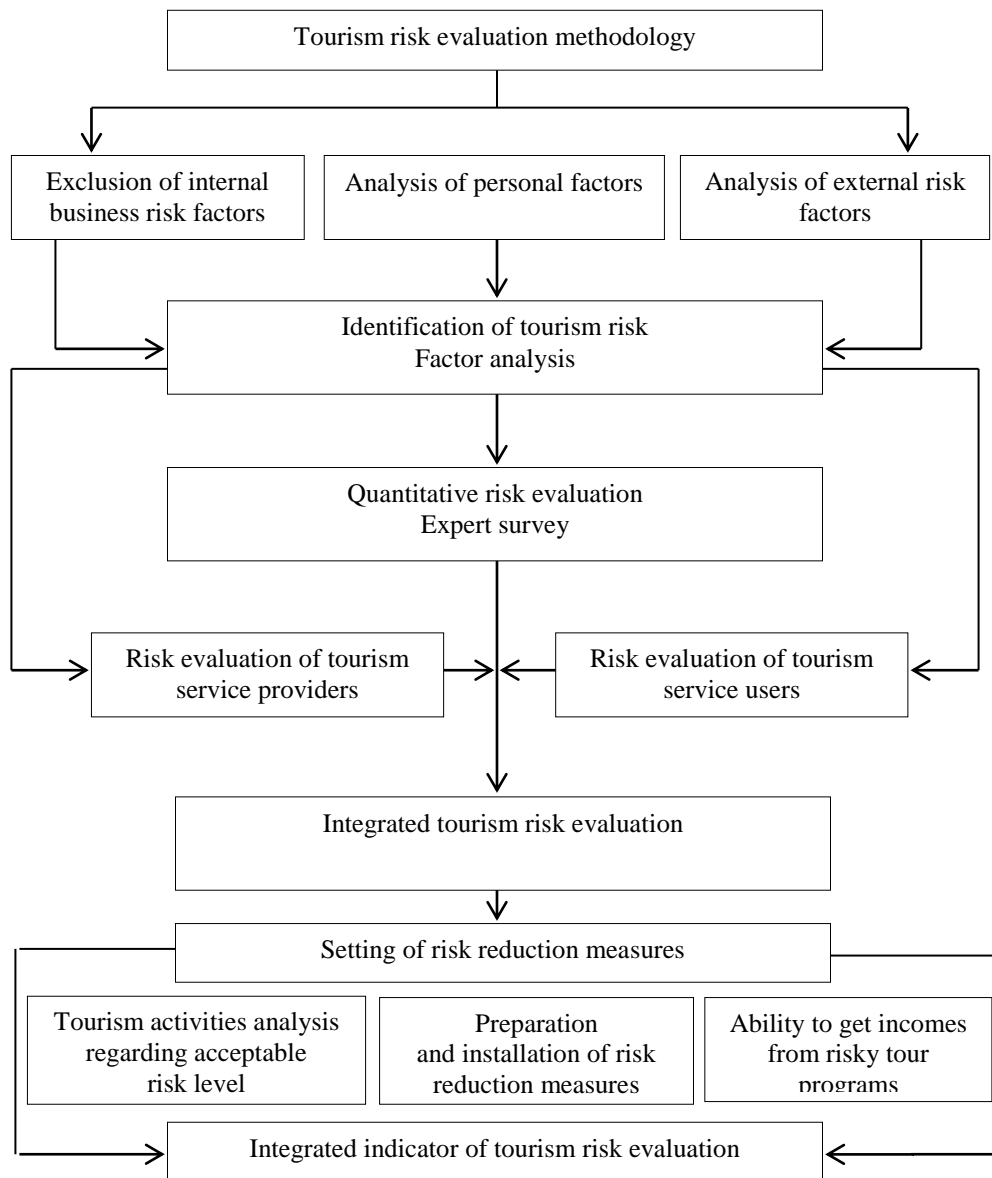 Tourism risk evaluation methodology
Exclusion of internal
business risk factors
Analysis of personal factors
Analysis of external risk
factors
Identification of tourism risk
Factor analysis
Quantitative risk evaluation
Expert survey
Risk evaluation of tourism
service providers
Risk evaluation of tourism
service users
Integrated tourism risk evaluation
Setting of risk reduction measures
Tourism activities analysis
regarding acceptable
risk level
Preparation
and installation of risk
reduction measures
Ability to get incomes
from risky tour
programs
Integrated indicator of tourism risk evaluation